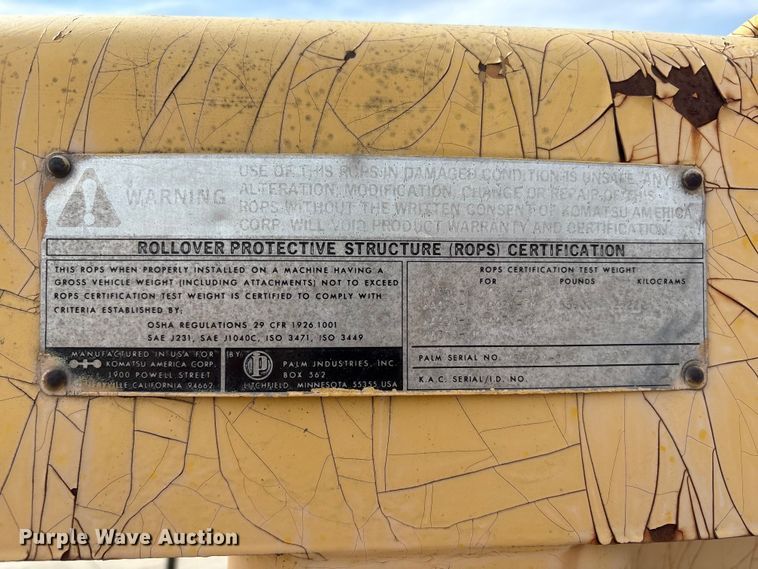 WARNING
USE OF THIS ROPS IN DAMAGED CONDITION IS UNSAFE. ANY
ALTERATION, MODIFICATION, CHANGE OR REPAIR OF THIS
ROPS WITHOUT THE WRITTEN CONSENT OF KOMATSU AMERICA
CORP. WILL VOID PRODUCT WARRANTY AND CERTIFICATION.
ROLLOVER PROTECTIVE STRUCTURE (ROPS) CERTIFICATION
THIS ROPS WHEN PROPERLY INSTALLED ON A MACHINE HAVING A
GROSS VEHICLE WEIGHT (INCLUDING ATTACHMENTS) NOT TO EXCEED
ROPS CERTIFICATION TEST WEIGHT IS CERTIFIED TO COMPLY WITH
CRITERIA ESTABLISHED BY:
OSHA REGULATIONS 29 CFR 1926.1001
SAE J231, SAE J1040C, ISO 3471, ISO 3449
ROPS CERTIFICATION TEST WEIGHT
FOR POUNDS KILOGRAMS
PALM SERIAL NO.
K.A.C. SERIAL/I.D. NO.
MANUFACTURED IN USA FOR
KOMATSU AMERICA CORP.
1900 POWELL STREET
CALIFORNIA 94662
BY
PALM INDUSTRIES, INC.
BOX 362
LITCHFIELD, MINNESOTA 55355 USA
Purple Wave Auction